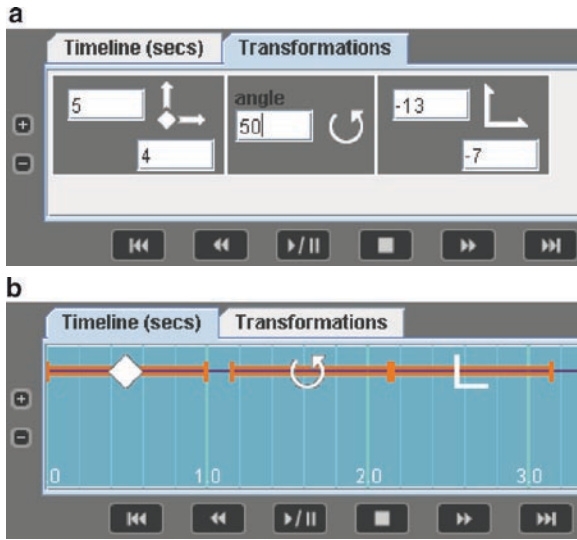 a
Timeline (secs) Transformations
5
angle
50
-13
4
-7
b
Timeline (secs) Transformations
.0 1.0 2.0 3.0